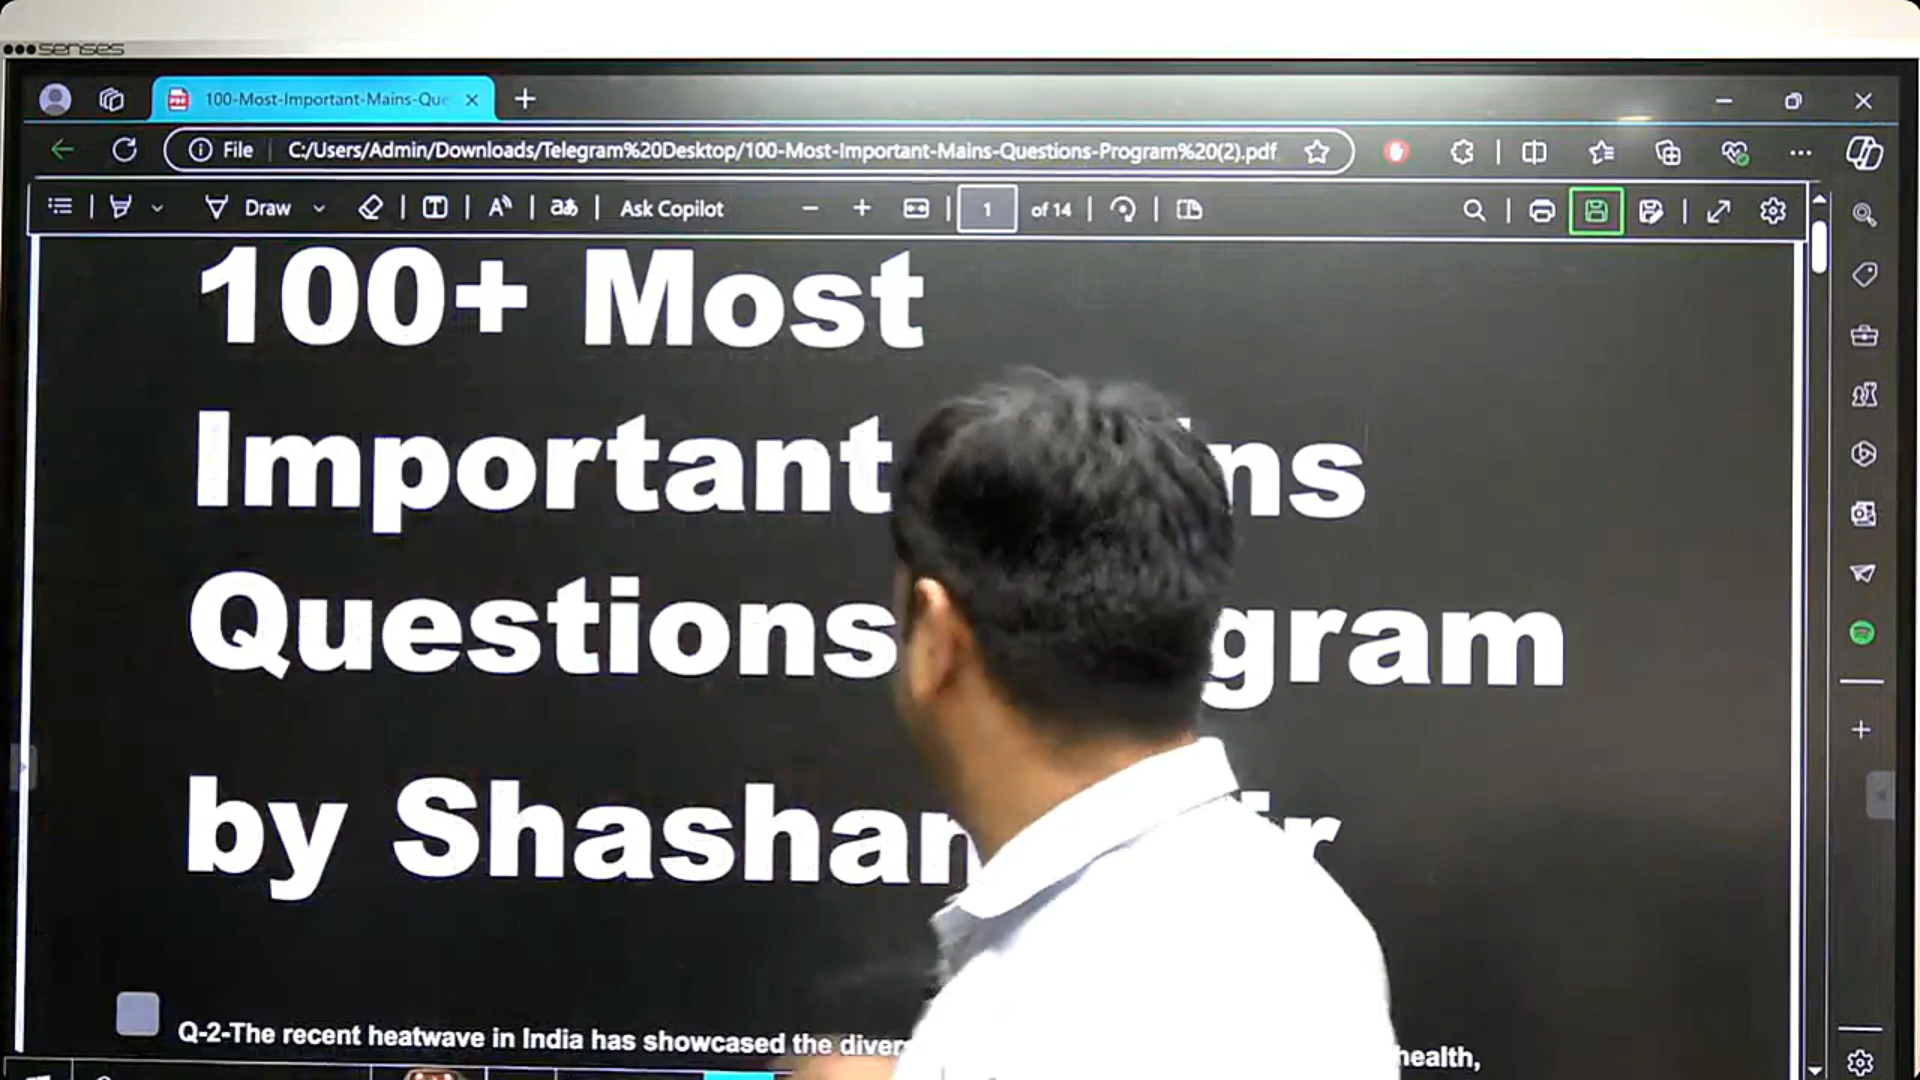 senses
100-Most-Important-Mains-Que
File C:/Users/Admin/Downloads/Telegram%20Desktop/100-Most-Important-Mains-Questions-Program%20(2).pdf
Draw Ask Copilot 1 of 14
100+ Most
Important ns
Questions gram
by Shashan r
Q-2-The recent heatwave in India has showcased the divers health,